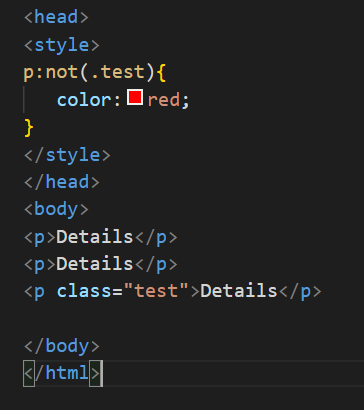 <head>
<style>
p:not(.test){
color: red;
}
</style>
</head>
<body>
<p>Details</p>
<p>Details</p>
<p class="test">Details</p>
</body>
</html>